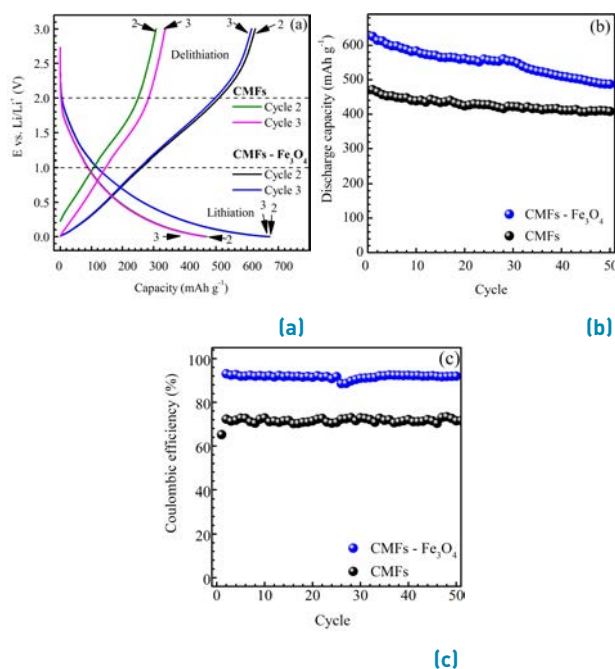 (a)
3.0
2.5
2.0
1.5
1.0
0.5
0.0
E vs. Li/Li⁺ (V)
2
3
3
2
Delithiation
CMFs
Cycle 2
Cycle 3
CMFs - Fe₃O₄
Cycle 2
Cycle 3
Lithiation
3
2
3
2
0 100 200 300 400 500 600 700
Capacity (mAh g⁻¹)
(a)
(b)
600
400
200
0
Discharge capacity (mAh g⁻¹)
CMFs - Fe₃O₄
CMFs
0 10 20 30 40 50
Cycle
(b)
(c)
100
80
60
40
20
0
Coulombic efficiency (%)
CMFs - Fe₃O₄
CMFs
0 10 20 30 40 50
Cycle
(c)